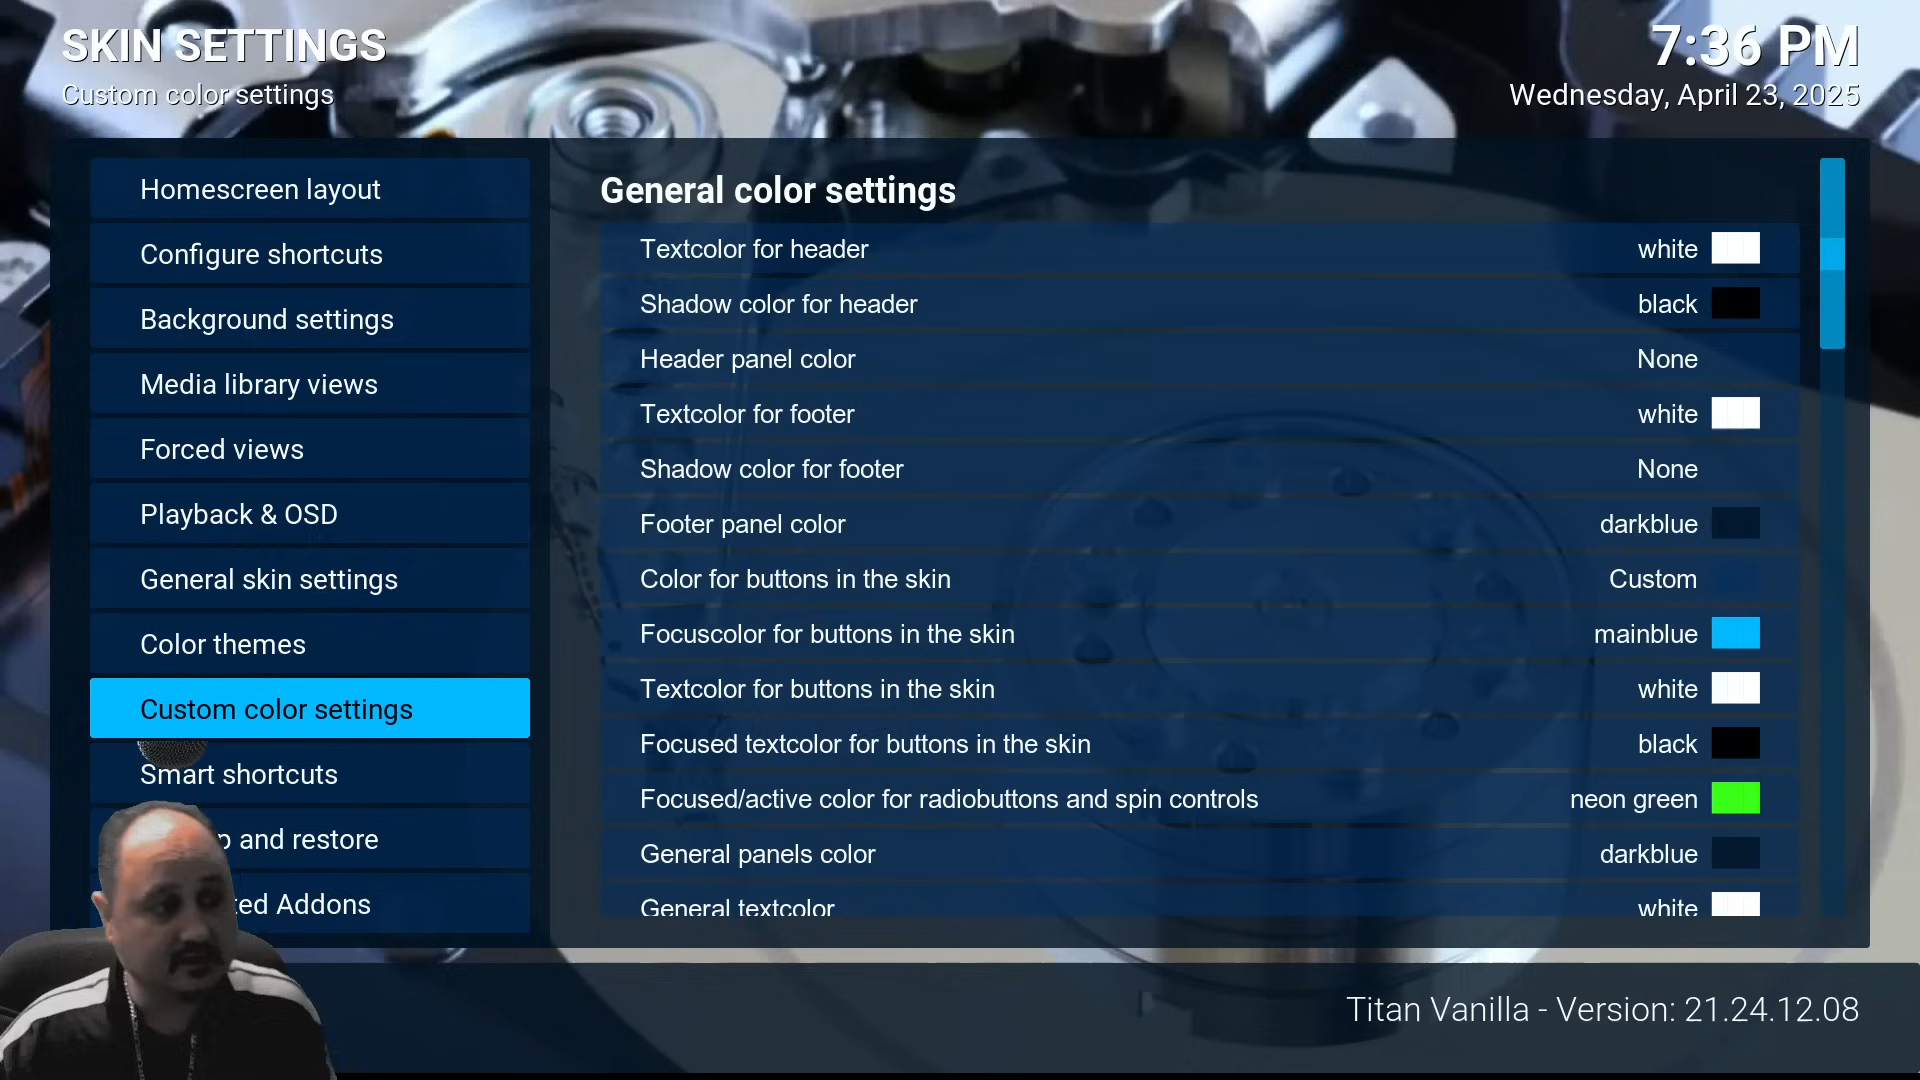 SKIN SETTINGS
Custom color settings
7:36 PM
Wednesday, April 23, 2025
Homescreen layout
Configure shortcuts
Background settings
Media library views
Forced views
Playback & OSD
General skin settings
Color themes
Custom color settings
Smart shortcuts
p and restore
ted Addons
General color settings
Textcolor for header white
Shadow color for header black
Header panel color None
Textcolor for footer white
Shadow color for footer None
Footer panel color darkblue
Color for buttons in the skin Custom
Focuscolor for buttons in the skin mainblue
Textcolor for buttons in the skin white
Focused textcolor for buttons in the skin black
Focused/active color for radiobuttons and spin controls neon green
General panels color darkblue
General textcolor white
Titan Vanilla - Version: 21.24.12.08